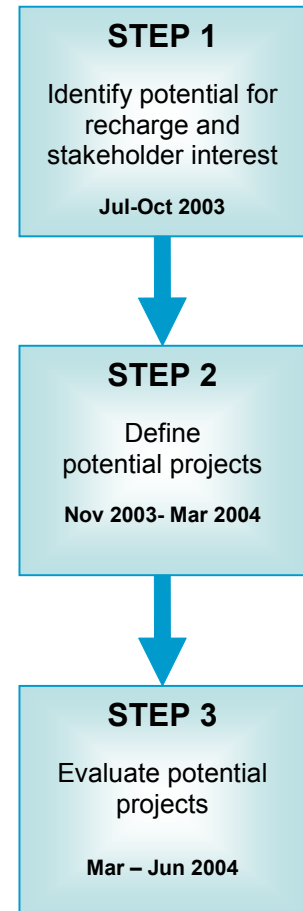 STEP 1
Identify potential for
recharge and
stakeholder interest
Jul-Oct 2003
STEP 2
Define
potential projects
Nov 2003- Mar 2004
STEP 3
Evaluate potential
projects
Mar – Jun 2004